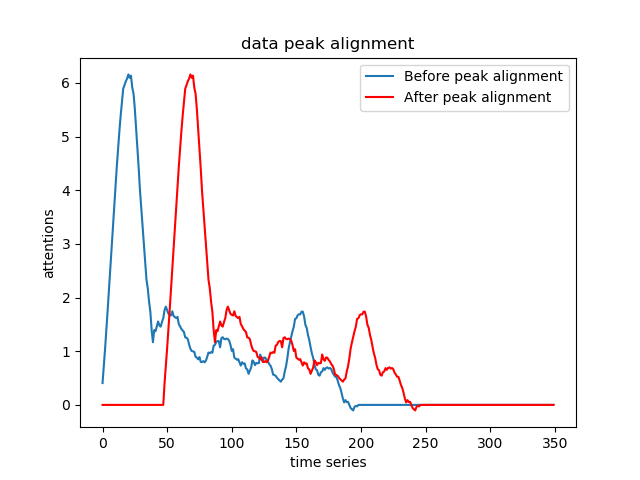 data peak alignment
Before peak alignment
After peak alignment
attentions
6
5
4
3
2
1
0
0 50 100 150 200 250 300 350
time series